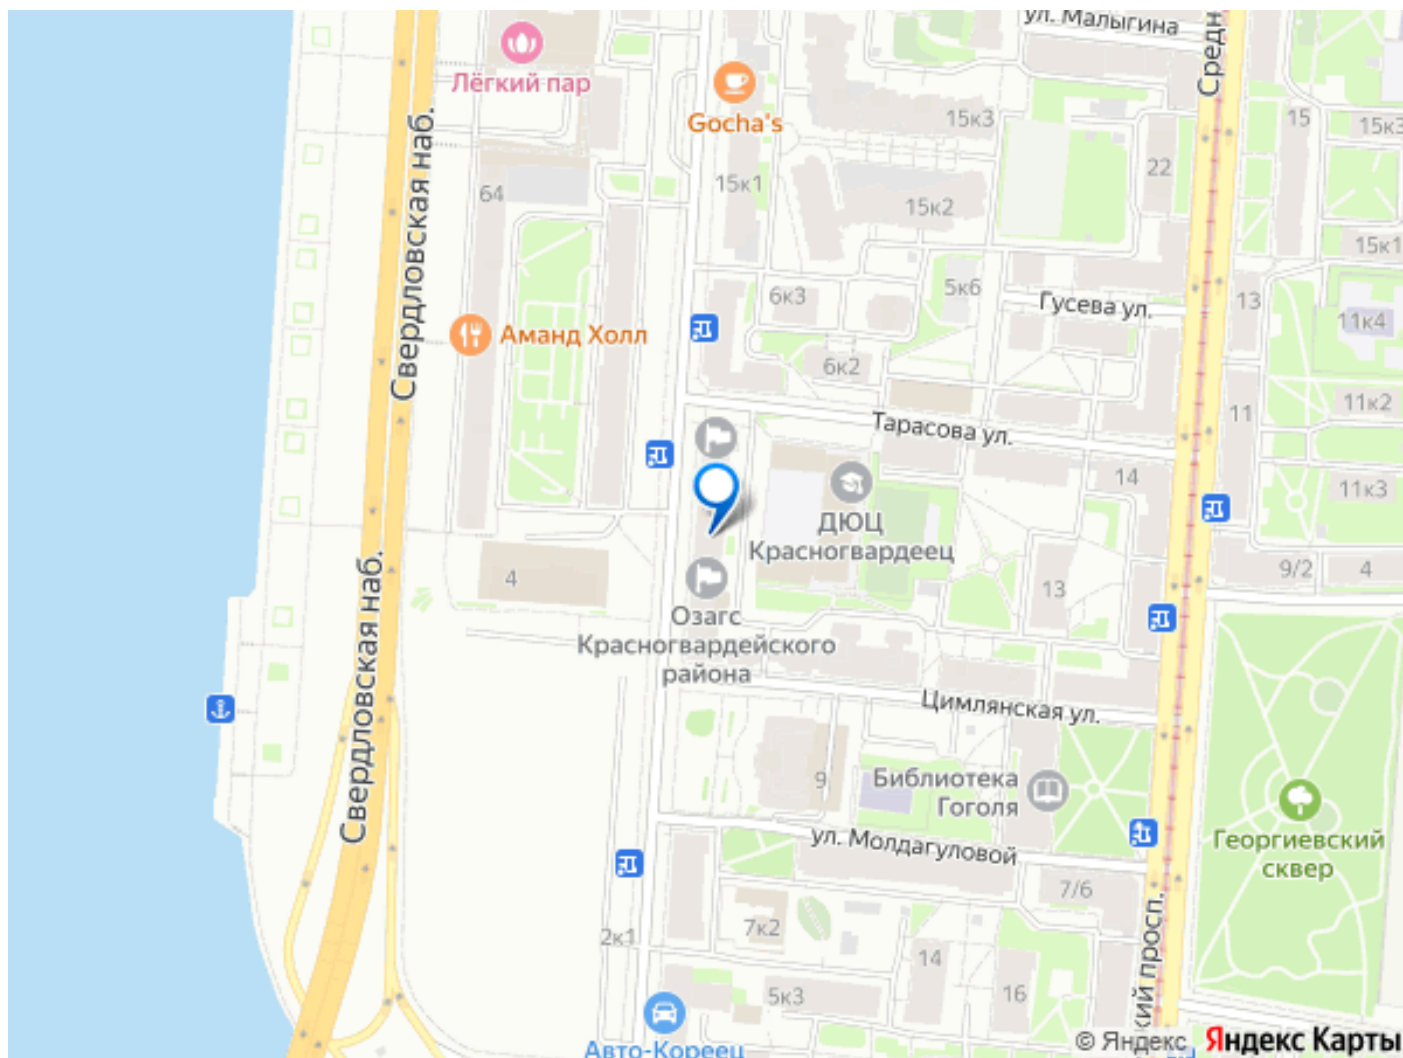 ул. Малыгина
Средн
Лёгкий пар
Gocha's
15к3
15
15к3
22
15к1
64
15к2
15к1
Свердловская наб.
6к3
5к6
Гусева ул.
13
11к4
Аманд Холл
6к2
11к2
11
Тарасова ул.
14
11к3
ДЮЦ
Красногвардеец
4
13
9/2
4
Озагс
Красногвардейского
района
Свердловская наб.
Цимлянская ул.
9
Библиотека
Гоголя
ул. Молдагуловой
Георгиевский
сквер
7/6
7к2
2к1
14
5к3
16
кий просп.
Авто-Кореец
© Яндекс
Яндекс Карты